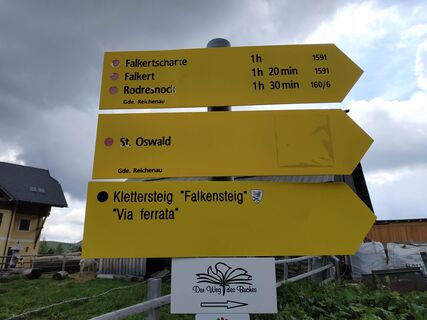 Falkertscharte 1h 1591
Falkert 1h 20 min 1591
Rodresnock 1h 30 min 160/6
Gde. Reichenau
St. Oswald
Gde. Reichenau
Klettersteig "Falkensteig"
"Via ferrata"
Der Weg des Buches